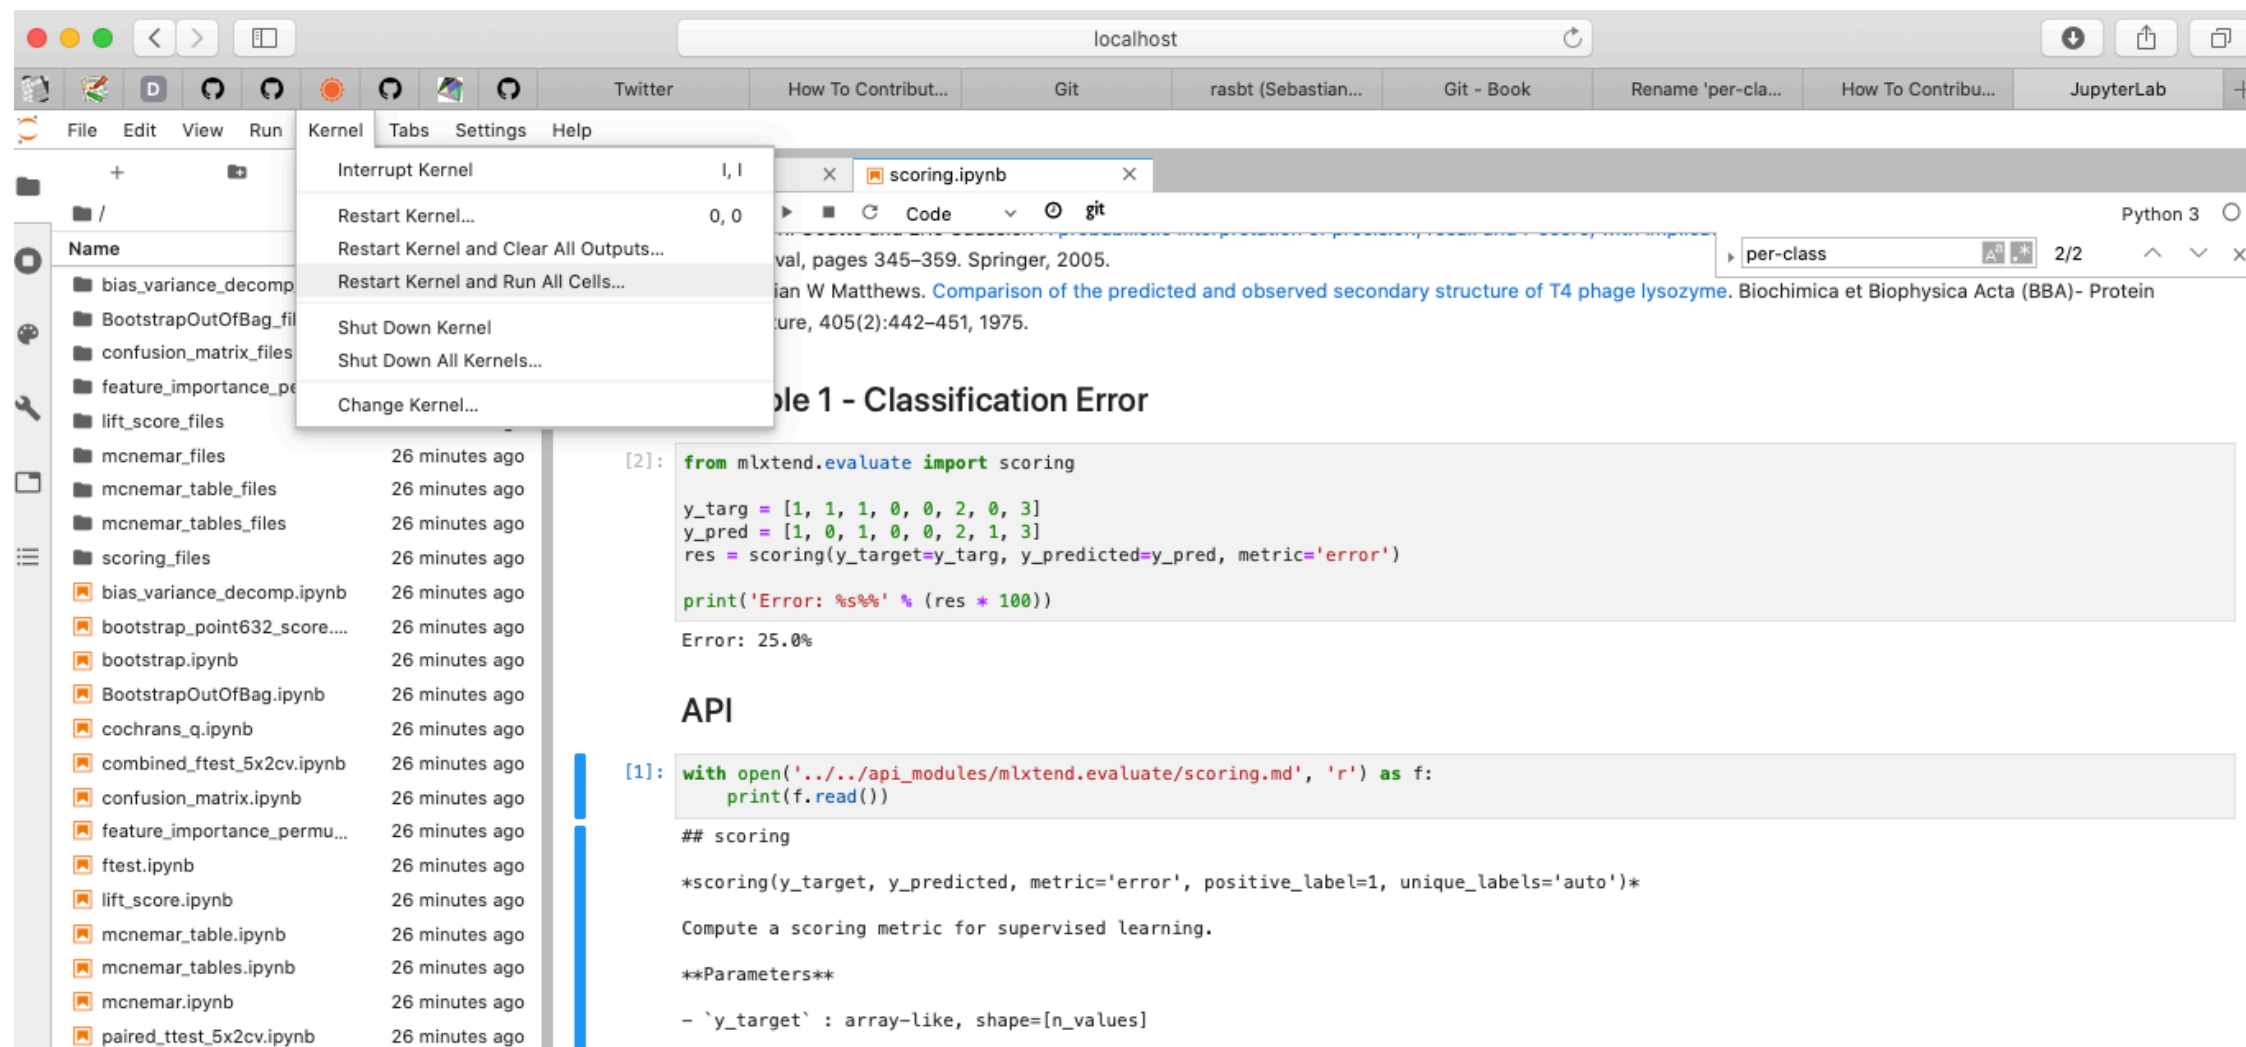 localhost
D
Twitter
How To Contribut...
Git
rasbt (Sebastian...
Git - Book
Rename 'per-cla...
How To Contribu...
JupyterLab
File Edit View Run Kernel Tabs Settings Help
Interrupt Kernel I, I
Restart Kernel... 0, 0
Restart Kernel and Clear All Outputs...
Restart Kernel and Run All Cells...
Shut Down Kernel
Shut Down All Kernels...
Change Kernel...
/
Name
bias_variance_decomp
BootstrapOutOfBag_fil
confusion_matrix_files
feature_importance_pe
lift_score_files
mcnemar_files 26 minutes ago
mcnemar_table_files 26 minutes ago
mcnemar_tables_files 26 minutes ago
scoring_files 26 minutes ago
bias_variance_decomp.ipynb 26 minutes ago
bootstrap_point632_score.... 26 minutes ago
bootstrap.ipynb 26 minutes ago
BootstrapOutOfBag.ipynb 26 minutes ago
cochrans_q.ipynb 26 minutes ago
combined_ftest_5x2cv.ipynb 26 minutes ago
confusion_matrix.ipynb 26 minutes ago
feature_importance_permu... 26 minutes ago
ftest.ipynb 26 minutes ago
lift_score.ipynb 26 minutes ago
mcnemar_table.ipynb 26 minutes ago
mcnemar_tables.ipynb 26 minutes ago
mcnemar.ipynb 26 minutes ago
paired_ttest_5x2cv.ipynb 26 minutes ago
scoring.ipynb
Code git Python 3
per-class 2/2
val, pages 345–359. Springer, 2005.
ian W Matthews. Comparison of the predicted and observed secondary structure of T4 phage lysozyme. Biochimica et Biophysica Acta (BBA)- Protein
ure, 405(2):442–451, 1975.
le 1 - Classification Error
[2]: from mlxtend.evaluate import scoring
y_targ = [1, 1, 1, 0, 0, 2, 0, 3]
y_pred = [1, 0, 1, 0, 0, 2, 1, 3]
res = scoring(y_target=y_targ, y_predicted=y_pred, metric='error')
print('Error: %s%%' % (res * 100))
Error: 25.0%
API
[1]: with open('../../api_modules/mlxtend.evaluate/scoring.md', 'r') as f:
print(f.read())
## scoring
*scoring(y_target, y_predicted, metric='error', positive_label=1, unique_labels='auto')*
Compute a scoring metric for supervised learning.
**Parameters**
- `y_target` : array-like, shape=[n_values]